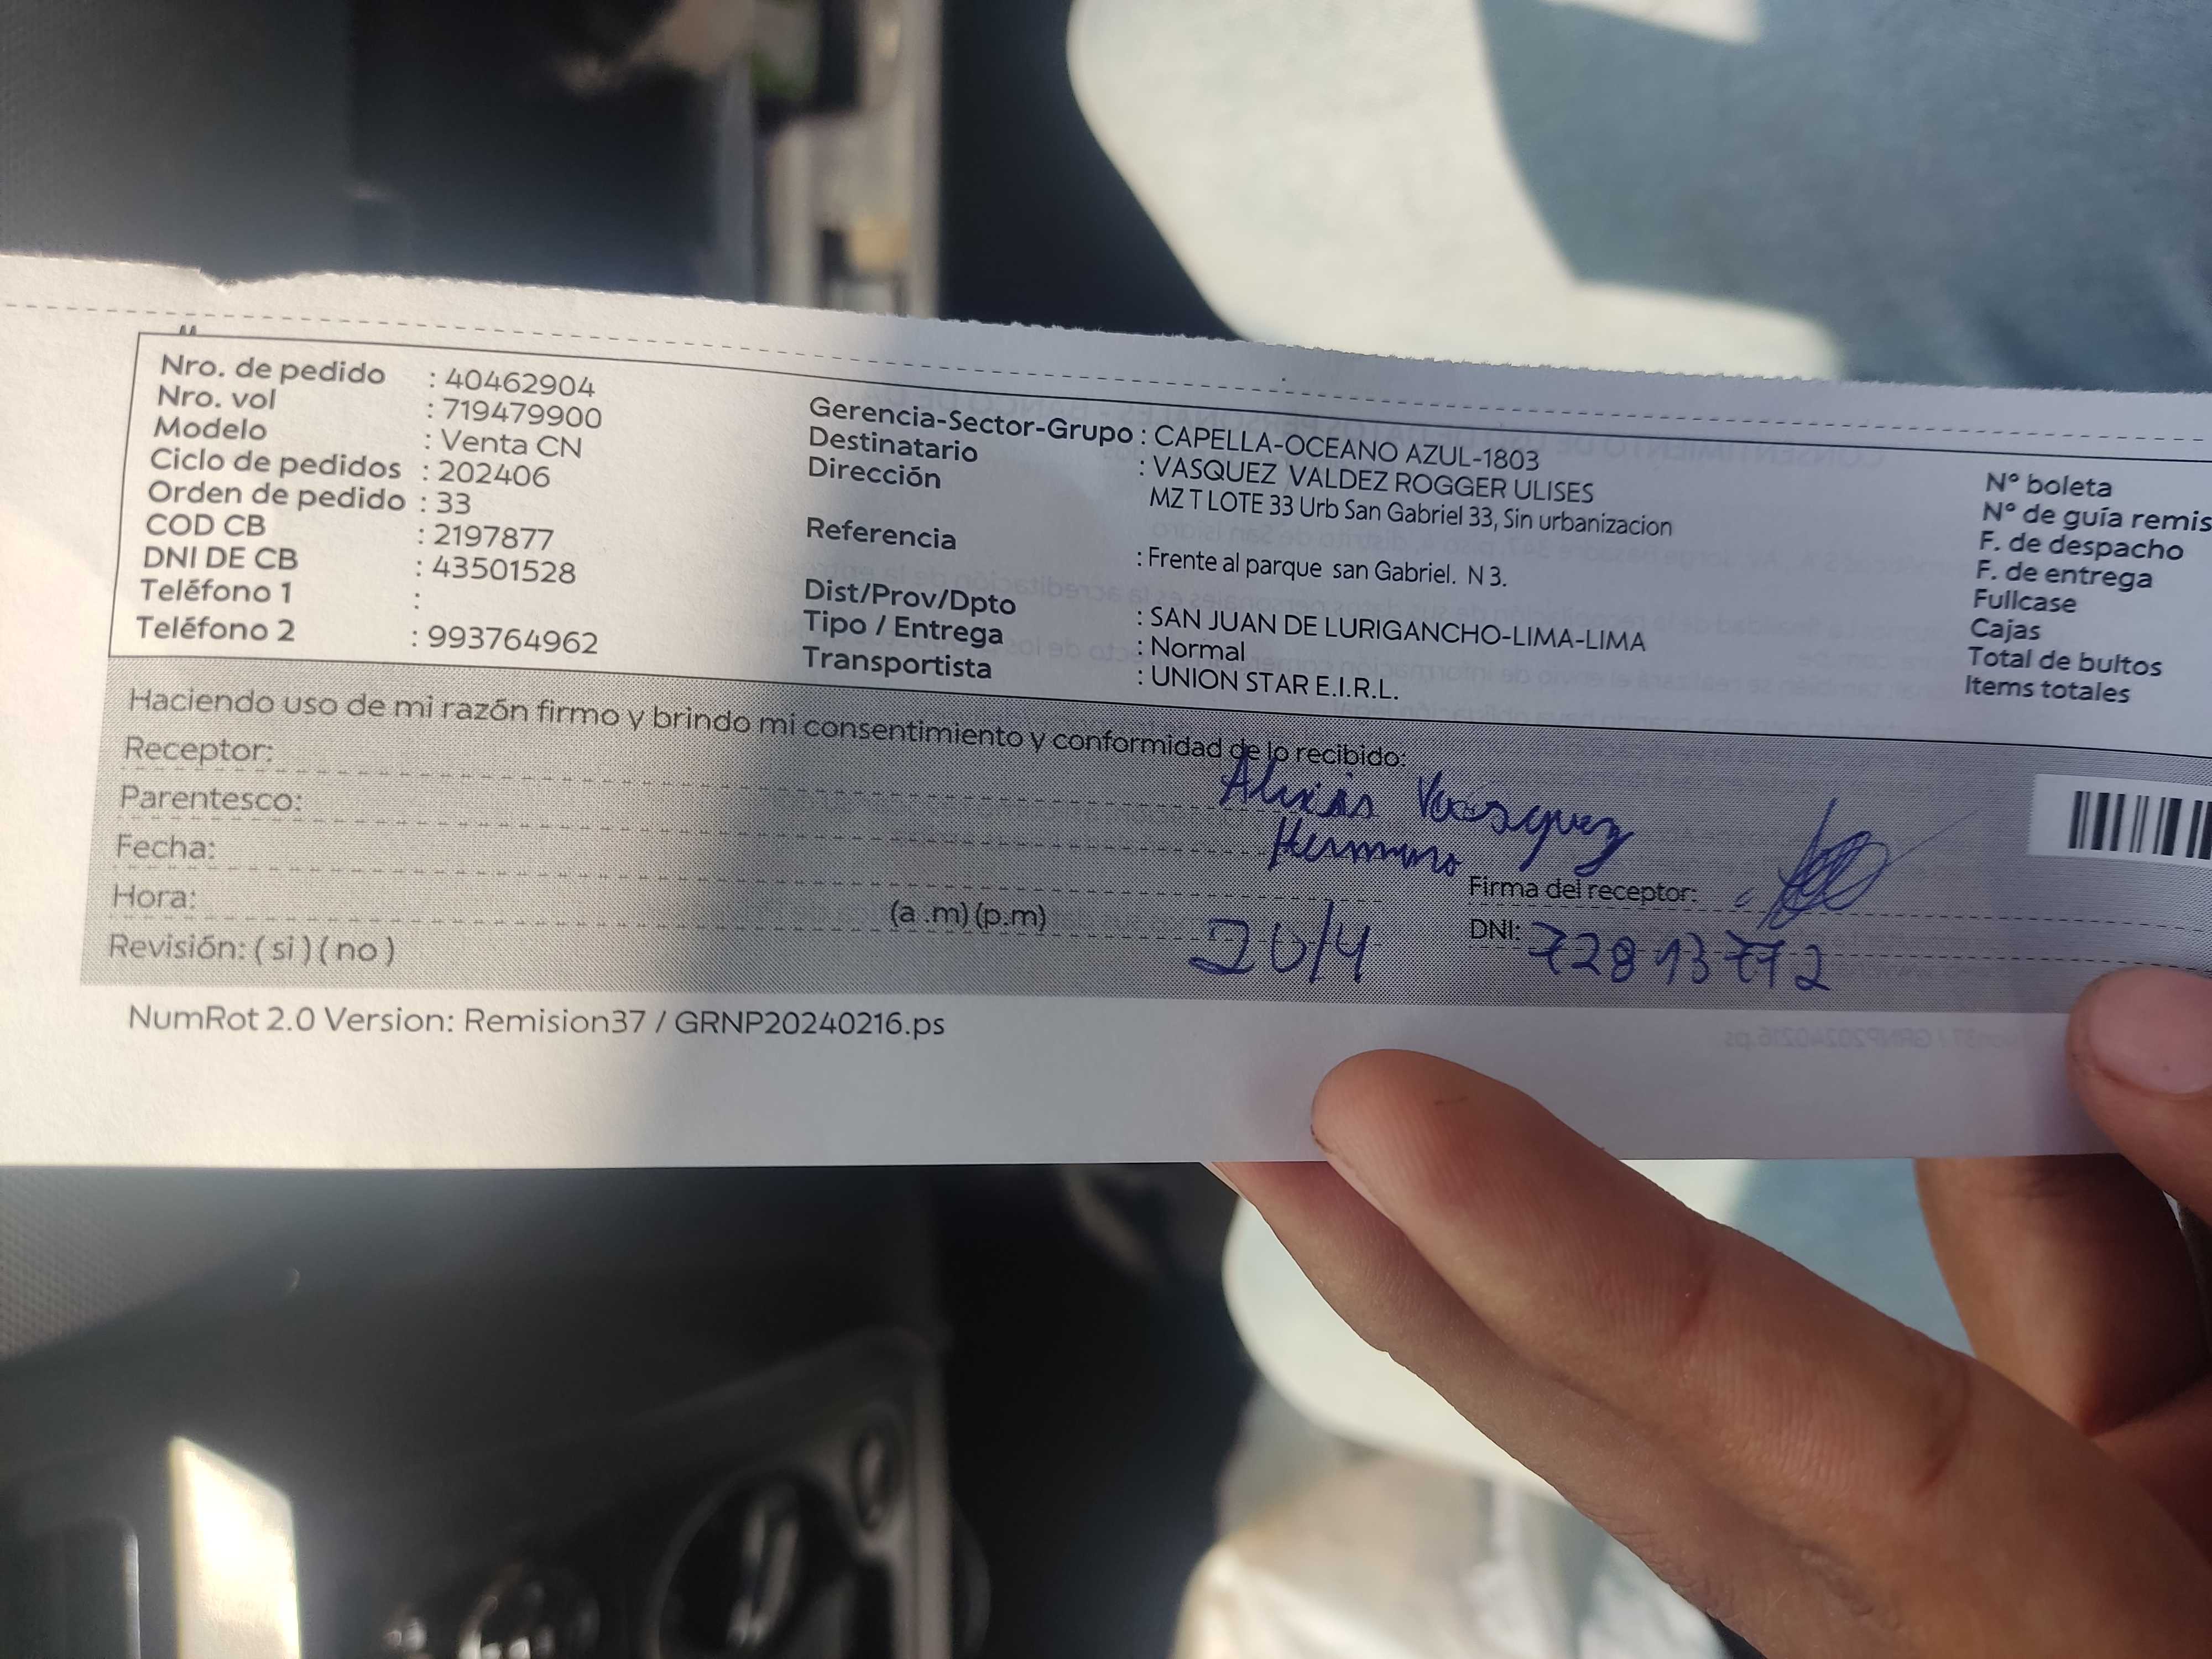 Nro. de pedido : 40462904
Nro. vol : 719479900
Modelo : Venta CN
Ciclo de pedidos : 202406
Orden de pedido : 33
COD CB : 2197877
DNI DE CB : 43501528
Teléfono 1 :
Teléfono 2 : 993764962
Gerencia-Sector-Grupo : CAPELLA-OCEANO AZUL-1803
Destinatario : VASQUEZ VALDEZ ROGGER ULISES
Dirección MZ T LOTE 33 Urb San Gabriel 33, Sin urbanizacion
Referencia : Frente al parque san Gabriel. N 3.
Dist/Prov/Dpto : SAN JUAN DE LURIGANCHO-LIMA-LIMA
Tipo / Entrega : Normal
Transportista : UNION STAR E.I.R.L.
N° boleta
N° de guía remis
F. de despacho
F. de entrega
Fullcase
Cajas
Total de bultos
Items totales
Haciendo uso de mi razón firmo y brindo mi consentimiento y conformidad de lo recibido:
Receptor: Vasquez
Parentesco: Hermano
Fecha: 20/4
Hora: (a .m) (p.m)
Revisión: ( si ) ( no )
Firma del receptor:
DNI: 72813772
NumRot 2.0 Version: Remision37 / GRNP20240216.ps